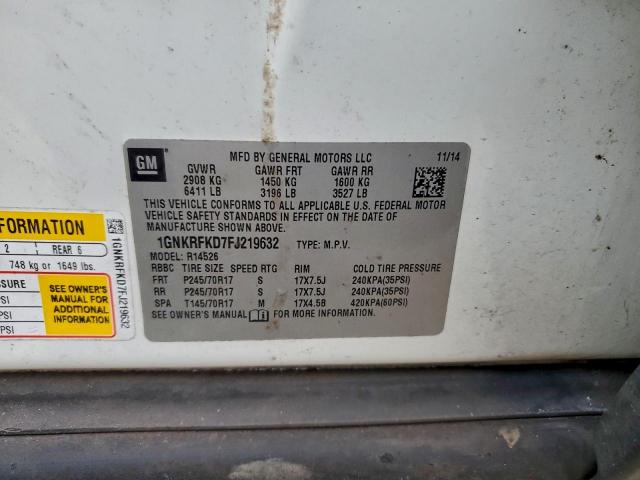 GM
MFD BY GENERAL MOTORS LLC 11/14
GVWR GAWR FRT GAWR RR
2908 KG 1450 KG 1600 KG
6411 LB 3196 LB 3527 LB
THIS VEHICLE CONFORMS TO ALL APPLICABLE U.S. FEDERAL MOTOR
VEHICLE SAFETY STANDARDS IN EFFECT ON THE DATE OF
MANUFACTURE SHOWN ABOVE.
1GNKRFKD7FJ219632 TYPE: M.P.V.
MODEL: R14526
RBBC TIRE SIZE SPEED RTG RIM COLD TIRE PRESSURE
FRT P245/70R17 S 17X7.5J 240KPA(35PSI)
RR P245/70R17 S 17X7.5J 240KPA(35PSI)
SPA T145/70R17 M 17X4.5B 420KPA(60PSI)
SEE OWNER'S MANUAL FOR MORE INFORMATION.
FORMATION
2 REAR 6
748 kg or 1649 lbs.
SEE OWNER'S
MANUAL FOR
ADDITIONAL
INFORMATION
PSI
1GNKRFKD7FJ219632